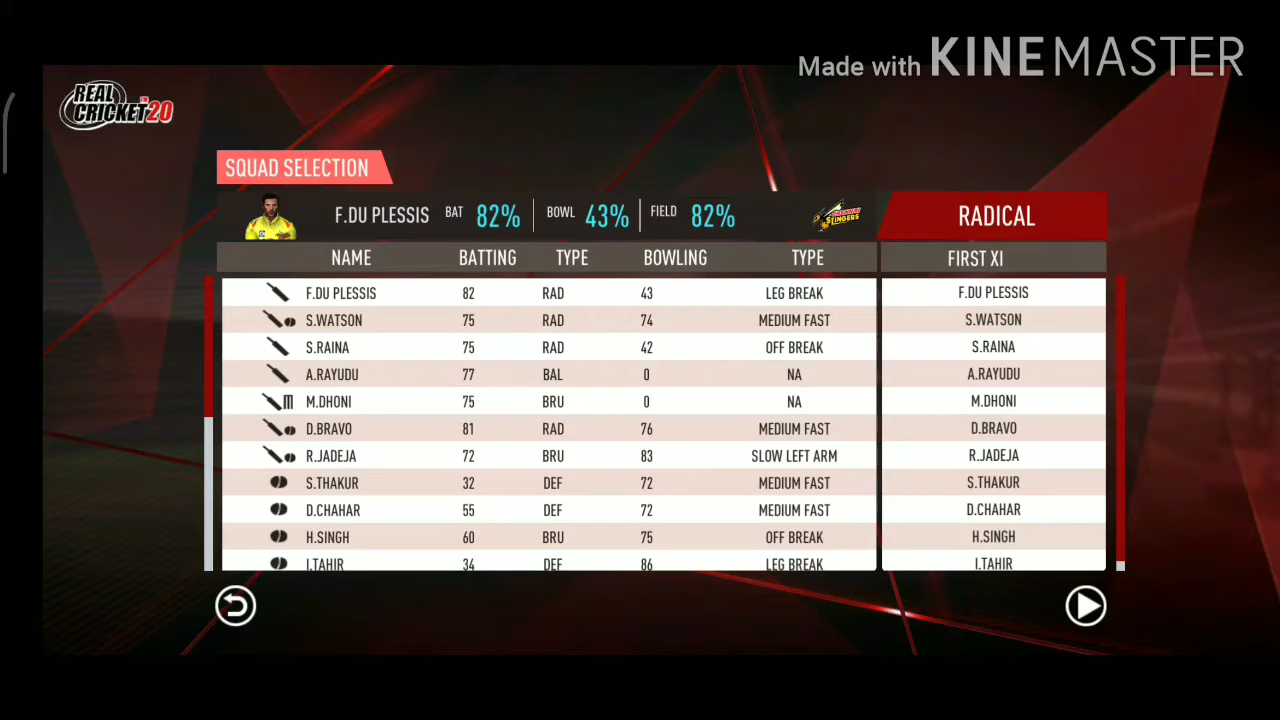 Made with KINEMASTER
REAL CRICKET 20
SQUAD SELECTION
F.DU PLESSIS BAT 82% BOWL 43% FIELD 82% RADICAL
NAME BATTING TYPE BOWLING TYPE FIRST XI
F.DU PLESSIS 82 RAD 43 LEG BREAK F.DU PLESSIS
S.WATSON 75 RAD 74 MEDIUM FAST S.WATSON
S.RAINA 75 RAD 42 OFF BREAK S.RAINA
A.RAYUDU 77 BAL 0 NA A.RAYUDU
M.DHONI 75 BRU 0 NA M.DHONI
D.BRAVO 81 RAD 76 MEDIUM FAST D.BRAVO
R.JADEJA 72 BRU 83 SLOW LEFT ARM R.JADEJA
S.THAKUR 32 DEF 72 MEDIUM FAST S.THAKUR
D.CHAHAR 55 DEF 72 MEDIUM FAST D.CHAHAR
H.SINGH 60 BRU 75 OFF BREAK H.SINGH
I.TAHIR 34 DEF 86 LEG BREAK I.TAHIR